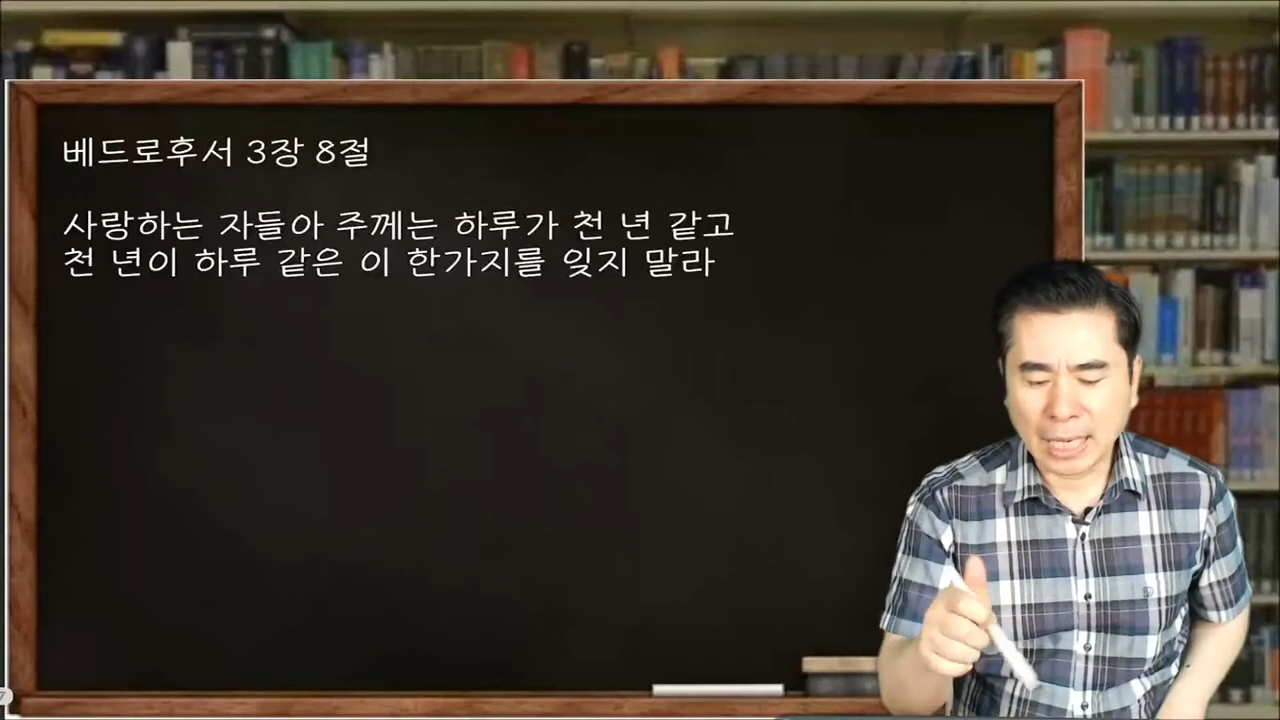 베드로후서 3장 8절
사랑하는 자들아 주께는 하루가 천 년 같고
천 년이 하루 같은 이 한가지를 잊지 말라